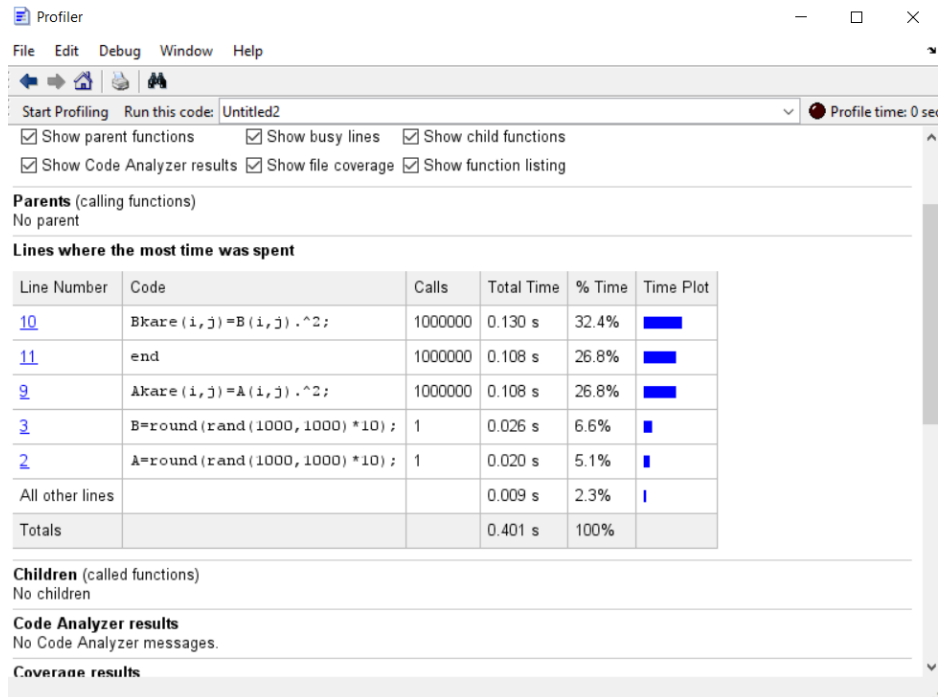 Profiler
File Edit Debug Window Help
Start Profiling Run this code: Untitled2 Profile time: 0 sec
Show parent functions Show busy lines Show child functions
Show Code Analyzer results Show file coverage Show function listing
Parents (calling functions)
No parent
Lines where the most time was spent
Line Number Code Calls Total Time % Time Time Plot
10 Bkare(i,j)=B(i,j).^2; 1000000 0.130 s 32.4%
11 end 1000000 0.108 s 26.8%
9 Akare(i,j)=A(i,j).^2; 1000000 0.108 s 26.8%
3 B=round(rand(1000,1000)*10); 1 0.026 s 6.6%
2 A=round(rand(1000,1000)*10); 1 0.020 s 5.1%
All other lines 0.009 s 2.3%
Totals 0.401 s 100%
Children (called functions)
No children
Code Analyzer results
No Code Analyzer messages.
Coverage results